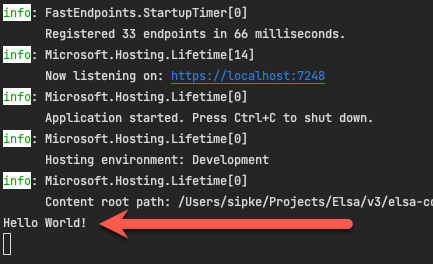 info: FastEndpoints.StartupTimer[0]
Registered 33 endpoints in 66 milliseconds.
info: Microsoft.Hosting.Lifetime[14]
Now listening on: https://localhost:7248
info: Microsoft.Hosting.Lifetime[0]
Application started. Press Ctrl+C to shut down.
info: Microsoft.Hosting.Lifetime[0]
Hosting environment: Development
info: Microsoft.Hosting.Lifetime[0]
Content root path: /Users/sipke/Projects/Elsa/v3/elsa-co
Hello World!